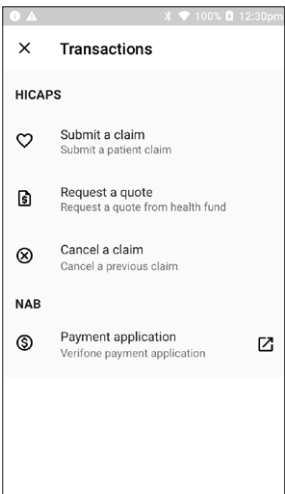 100% 12:30pm
Transactions
HICAPS
Submit a claim
Submit a patient claim
Request a quote
Request a quote from health fund
Cancel a claim
Cancel a previous claim
NAB
Payment application
Verifone payment application